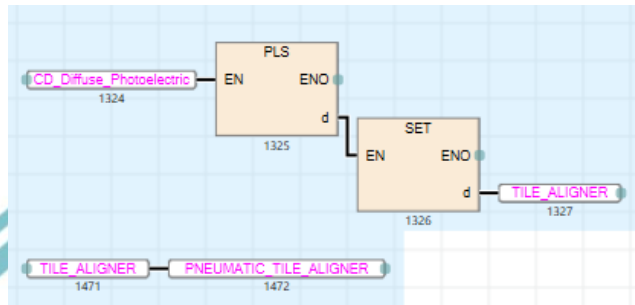 PLS
CD_Diffuse_Photoelectric EN ENO
1324
d
1325
SET
EN ENO
d TILE_ALIGNER
1327
1326
TILE_ALIGNER PNEUMATIC_TILE_ALIGNER
1471 1472